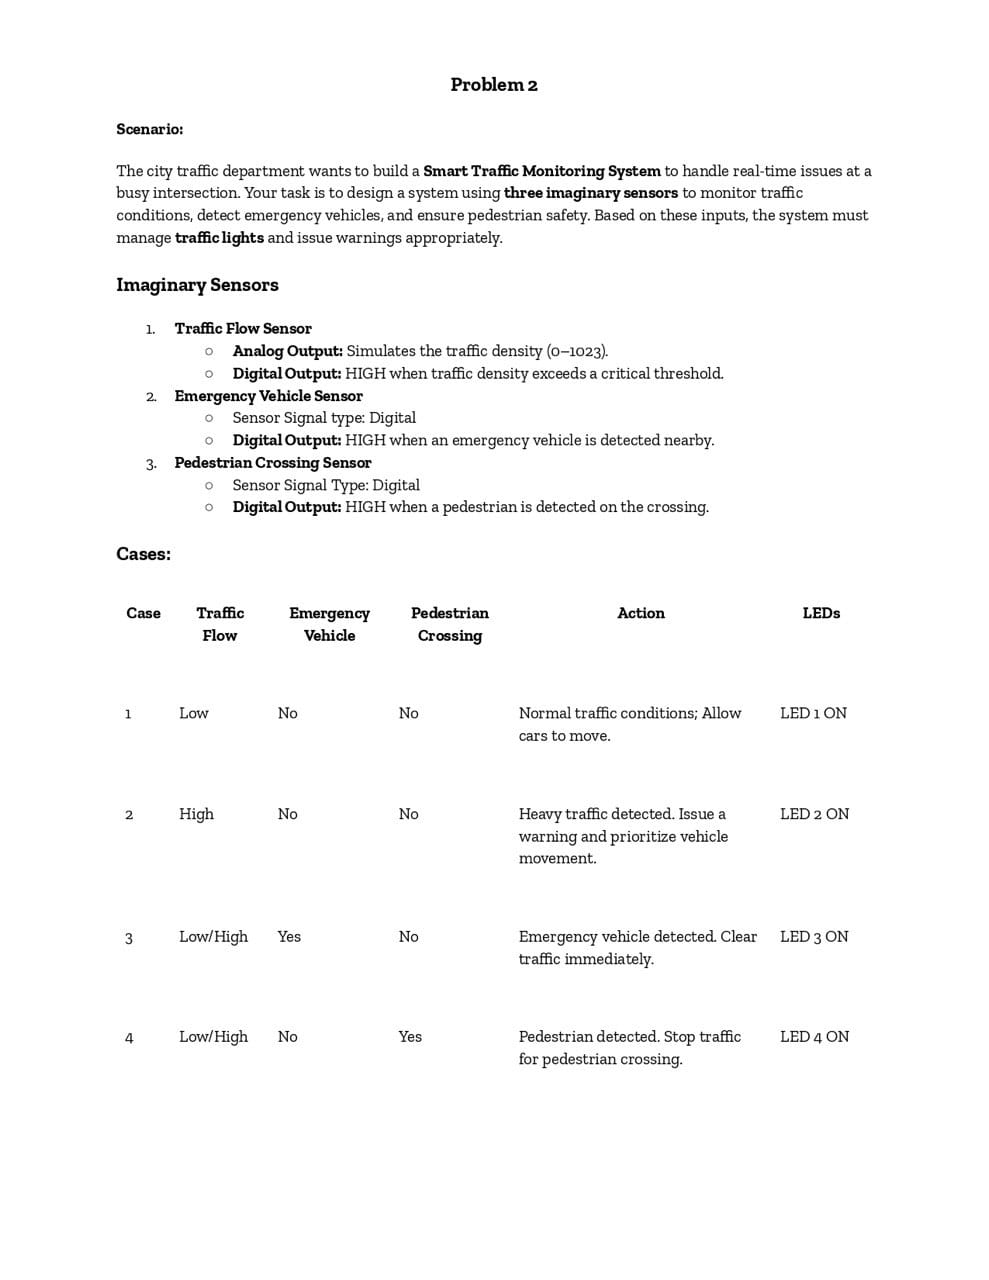 Problem 2
Scenario:
The city traffic department wants to build a Smart Traffic Monitoring System to handle real-time issues at a
busy intersection. Your task is to design a system using three imaginary sensors to monitor traffic
conditions, detect emergency vehicles, and ensure pedestrian safety. Based on these inputs, the system must
manage traffic lights and issue warnings appropriately.
Imaginary Sensors
1. Traffic Flow Sensor
○ Analog Output: Simulates the traffic density (0–1023).
○ Digital Output: HIGH when traffic density exceeds a critical threshold.
2. Emergency Vehicle Sensor
○ Sensor Signal type: Digital
○ Digital Output: HIGH when an emergency vehicle is detected nearby.
3. Pedestrian Crossing Sensor
○ Sensor Signal Type: Digital
○ Digital Output: HIGH when a pedestrian is detected on the crossing.
Cases:
Case Traffic Emergency Pedestrian Action LEDs
Flow Vehicle Crossing
1 Low No No Normal traffic conditions; Allow LED 1 ON
cars to move.
2 High No No Heavy traffic detected. Issue a LED 2 ON
warning and prioritize vehicle
movement.
3 Low/High Yes No Emergency vehicle detected. Clear LED 3 ON
traffic immediately.
4 Low/High No Yes Pedestrian detected. Stop traffic LED 4 ON
for pedestrian crossing.